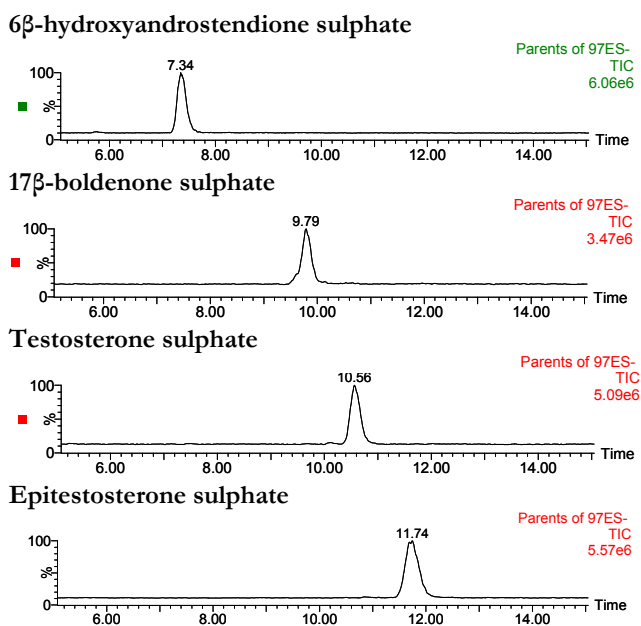 6β-hydroxyandrostendione sulphate
Parents of 97ES-
TIC
6.06e6
7.34
100
%
0
Time
6.00 8.00 10.00 12.00 14.00
17β-boldenone sulphate
Parents of 97ES-
TIC
3.47e6
9.79
100
%
0
Time
6.00 8.00 10.00 12.00 14.00
Testosterone sulphate
Parents of 97ES-
TIC
5.09e6
10.56
100
%
0
Time
6.00 8.00 10.00 12.00 14.00
Epitestosterone sulphate
Parents of 97ES-
TIC
5.57e6
11.74
100
%
0
Time
6.00 8.00 10.00 12.00 14.00